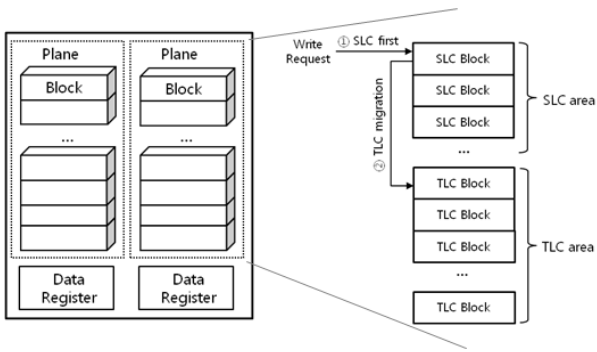 Plane
Plane
Block
Block
...
...
Data
Register
Data
Register
Write
Request
① SLC first
② TLC migration
SLC Block
SLC Block
SLC Block
...
SLC area
TLC Block
TLC Block
TLC Block
...
TLC Block
TLC area